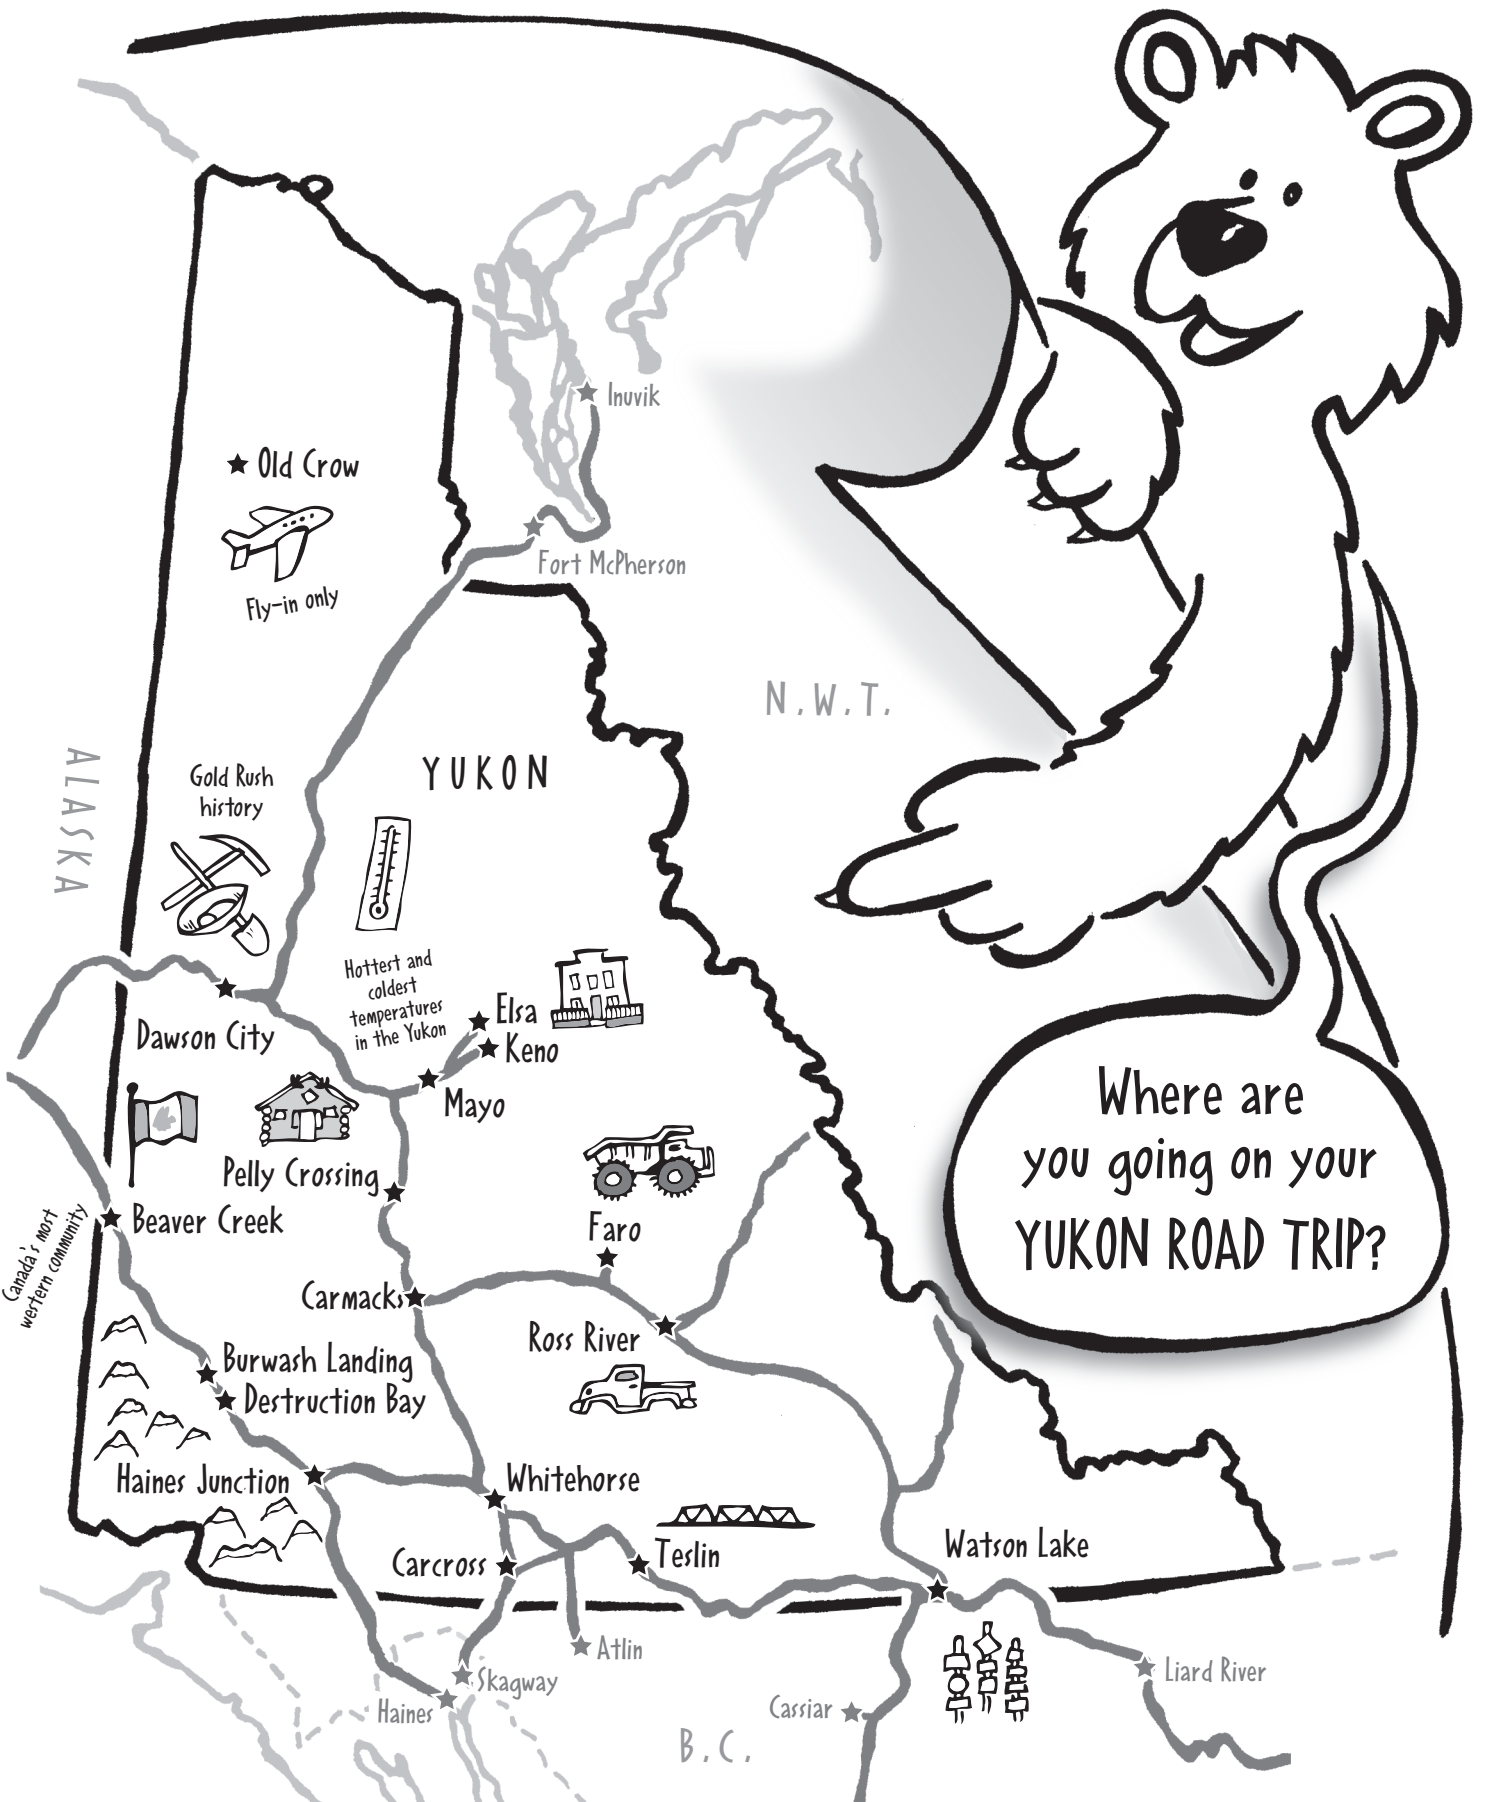 Inuvik
★ Old Crow
Fly-in only
Fort McPherson
N.W.T.
ALASKA
YUKON
Gold Rush
history
Hottest and
coldest
temperatures
in the Yukon
Elsa
Keno
Dawson City
Mayo
Pelly Crossing
Beaver Creek
Canada's most
western community
Faro
Carmacks
Ross River
Burwash Landing
Destruction Bay
Haines Junction
Whitehorse
Carcross
Teslin
Watson Lake
Atlin
Skagway
Haines
Cassiar
Liard River
B.C.
Where are
you going on your
YUKON ROAD TRIP?